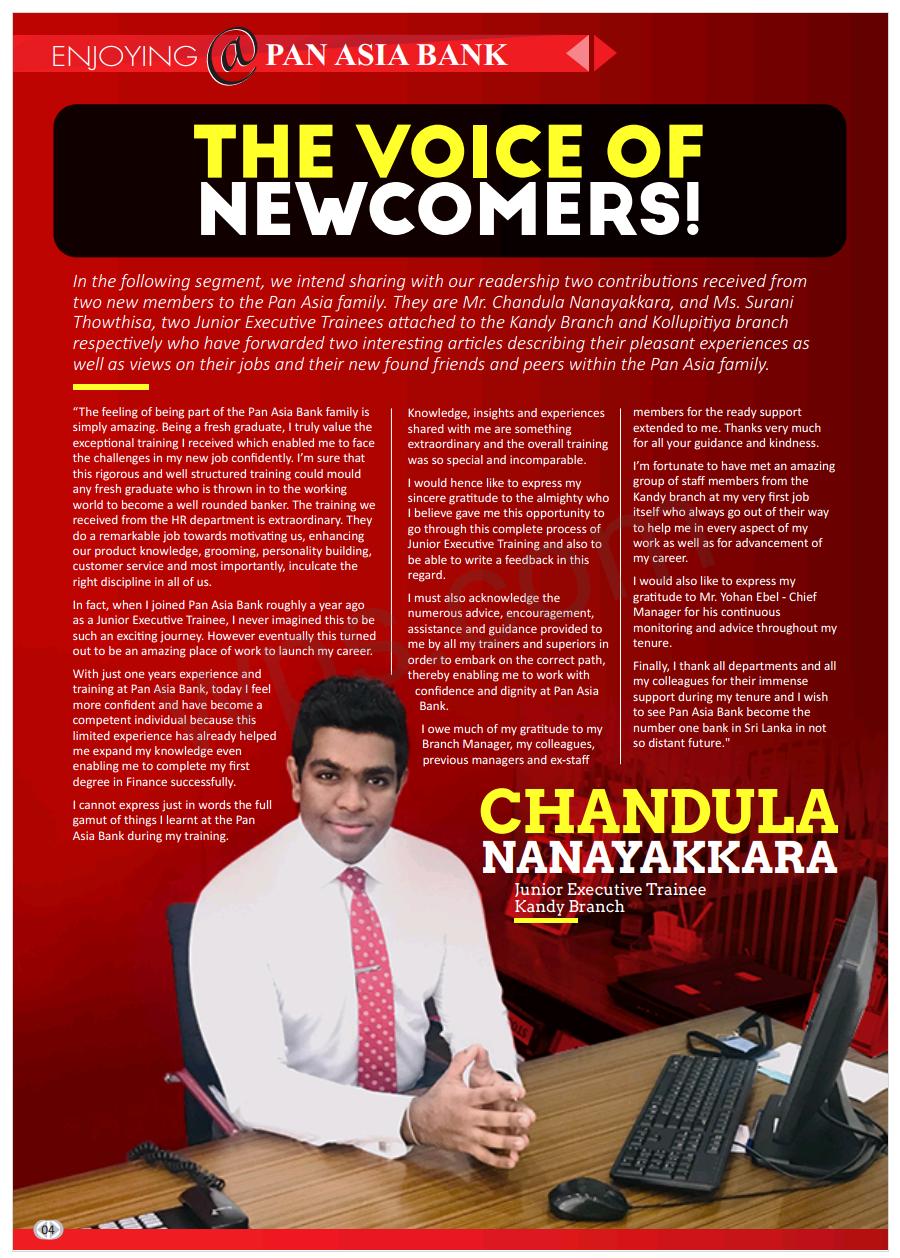 ENJOYING @ PAN ASIA BANK
THE VOICE OF
NEWCOMERS!
In the following segment, we intend sharing with our readership two contributions received from
two new members to the Pan Asia family. They are Mr. Chandula Nanayakkara, and Ms. Surani
Thowthisa, two Junior Executive Trainees attached to the Kandy Branch and Kollupitiya branch
respectively who have forwarded two interesting articles describing their pleasant experiences as
well as views on their jobs and their new found friends and peers within the Pan Asia family.
“The feeling of being part of the Pan Asia Bank family is
simply amazing. Being a fresh graduate, I truly value the
exceptional training I received which enabled me to face
the challenges in my new job confidently. I’m sure that
this rigorous and well structured training could mould
any fresh graduate who is thrown in to the working
world to become a well rounded banker. The training we
received from the HR department is extraordinary. They
do a remarkable job towards motivating us, enhancing
our product knowledge, grooming, personality building,
customer service and most importantly, inculcate the
right discipline in all of us.
In fact, when I joined Pan Asia Bank roughly a year ago
as a Junior Executive Trainee, I never imagined this to be
such an exciting journey. However eventually this turned
out to be an amazing place of work to launch my career.
With just one years experience and
training at Pan Asia Bank, today I feel
more confident and have become a
competent individual because this
limited experience has already helped
me expand my knowledge even
enabling me to complete my first
degree in Finance successfully.
I cannot express just in words the full
gamut of things I learnt at the Pan
Asia Bank during my training.
Knowledge, insights and experiences
shared with me are something
extraordinary and the overall training
was so special and incomparable.
I would hence like to express my
sincere gratitude to the almighty who
I believe gave me this opportunity to
go through this complete process of
Junior Executive Training and also to
be able to write a feedback in this
regard.
I must also acknowledge the
numerous advice, encouragement,
assistance and guidance provided to
me by all my trainers and superiors in
order to embark on the correct path,
thereby enabling me to work with
confidence and dignity at Pan Asia
Bank.
I owe much of my gratitude to my
Branch Manager, my colleagues,
previous managers and ex-staff
members for the ready support
extended to me. Thanks very much
for all your guidance and kindness.
I’m fortunate to have met an amazing
group of staff members from the
Kandy branch at my very first job
itself who always go out of their way
to help me in every aspect of my
work as well as for advancement of
my career.
I would also like to express my
gratitude to Mr. Yohan Ebel - Chief
Manager for his continuous
monitoring and advice throughout my
tenure.
Finally, I thank all departments and all
my colleagues for their immense
support during my tenure and I wish
to see Pan Asia Bank become the
number one bank in Sri Lanka in not
so distant future."
CHANDULA
NANAYAKKARA
Junior Executive Trainee
Kandy Branch
04